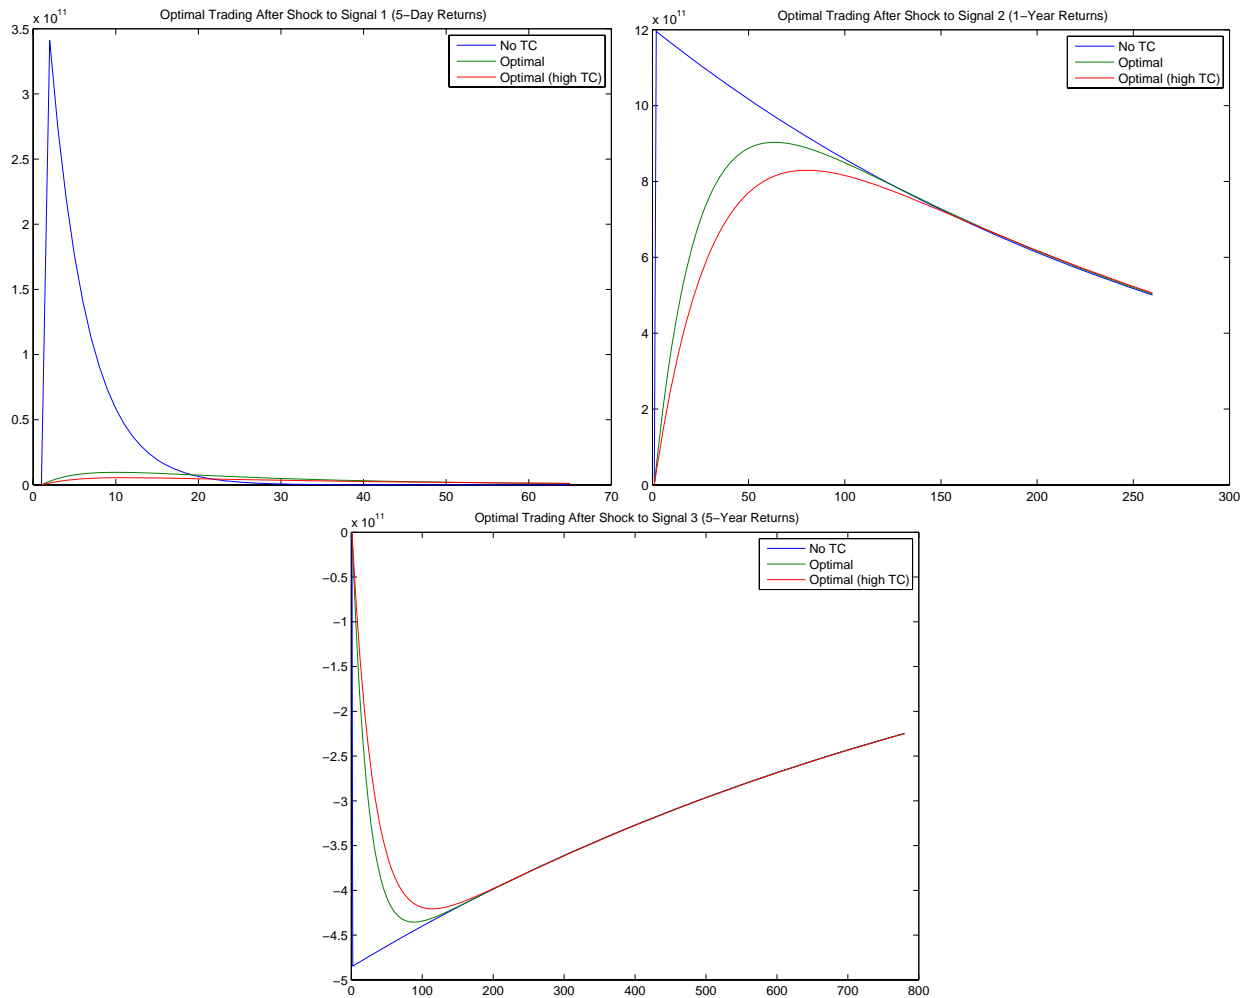 x 10^11
Optimal Trading After Shock to Signal 1 (5−Day Returns)
3.5
3
2.5
2
1.5
1
0.5
0
0 10 20 30 40 50 60 70
No TC
Optimal
Optimal (high TC)
x 10^11
Optimal Trading After Shock to Signal 2 (1−Year Returns)
12
10
8
6
4
2
0
0 50 100 150 200 250 300
No TC
Optimal
Optimal (high TC)
x 10^11
Optimal Trading After Shock to Signal 3 (5−Year Returns)
0
−0.5
−1
−1.5
−2
−2.5
−3
−3.5
−4
−4.5
−5
0 100 200 300 400 500 600 700 800
No TC
Optimal
Optimal (high TC)